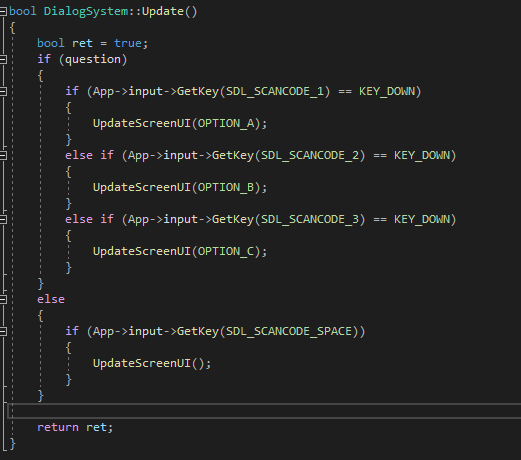 bool DialogSystem::Update()
{
    bool ret = true;
    if (question)
    {
        if (App->input->GetKey(SDL_SCANCODE_1) == KEY_DOWN)
        {
            UpdateScreenUI(OPTION_A);
        }
        else if (App->input->GetKey(SDL_SCANCODE_2) == KEY_DOWN)
        {
            UpdateScreenUI(OPTION_B);
        }
        else if (App->input->GetKey(SDL_SCANCODE_3) == KEY_DOWN)
        {
            UpdateScreenUI(OPTION_C);
        }
    }
    else
    {
        if (App->input->GetKey(SDL_SCANCODE_SPACE))
        {
            UpdateScreenUI();
        }
    }

    return ret;
}